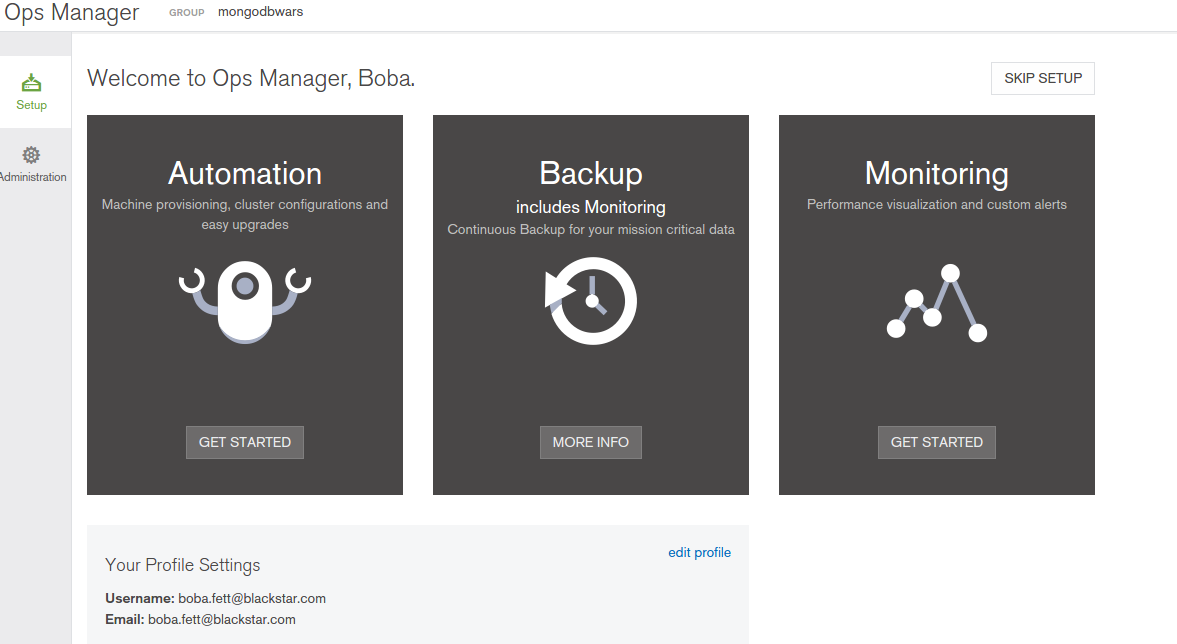 Ops Manager GROUP mongodbwars
Setup
Administration
Welcome to Ops Manager, Boba.
SKIP SETUP
Automation
Machine provisioning, cluster configurations and
easy upgrades
GET STARTED
Backup
includes Monitoring
Continuous Backup for your mission critical data
MORE INFO
Monitoring
Performance visualization and custom alerts
GET STARTED
Your Profile Settings
edit profile
Username: boba.fett@blackstar.com
Email: boba.fett@blackstar.com